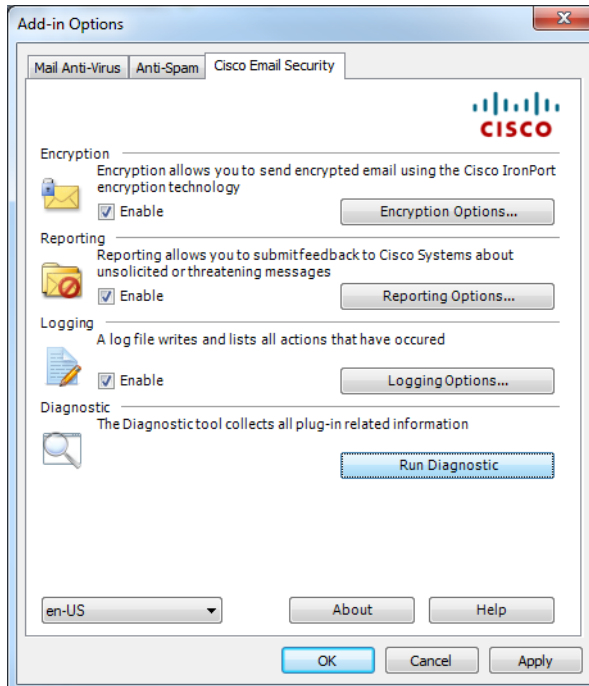 Add-in Options
Mail Anti-Virus Anti-Spam Cisco Email Security
CISCO
Encryption
Encryption allows you to send encrypted email using the Cisco IronPort
encryption technology
Enable Encryption Options...
Reporting
Reporting allows you to submitfeedback to Cisco Systems about
unsolicited or threatening messages
Enable Reporting Options...
Logging
A log file writes and lists all actions that have occured
Enable Logging Options...
Diagnostic
The Diagnostic tool collects all plug-in related information
Run Diagnostic
en-US About Help
OK Cancel Apply